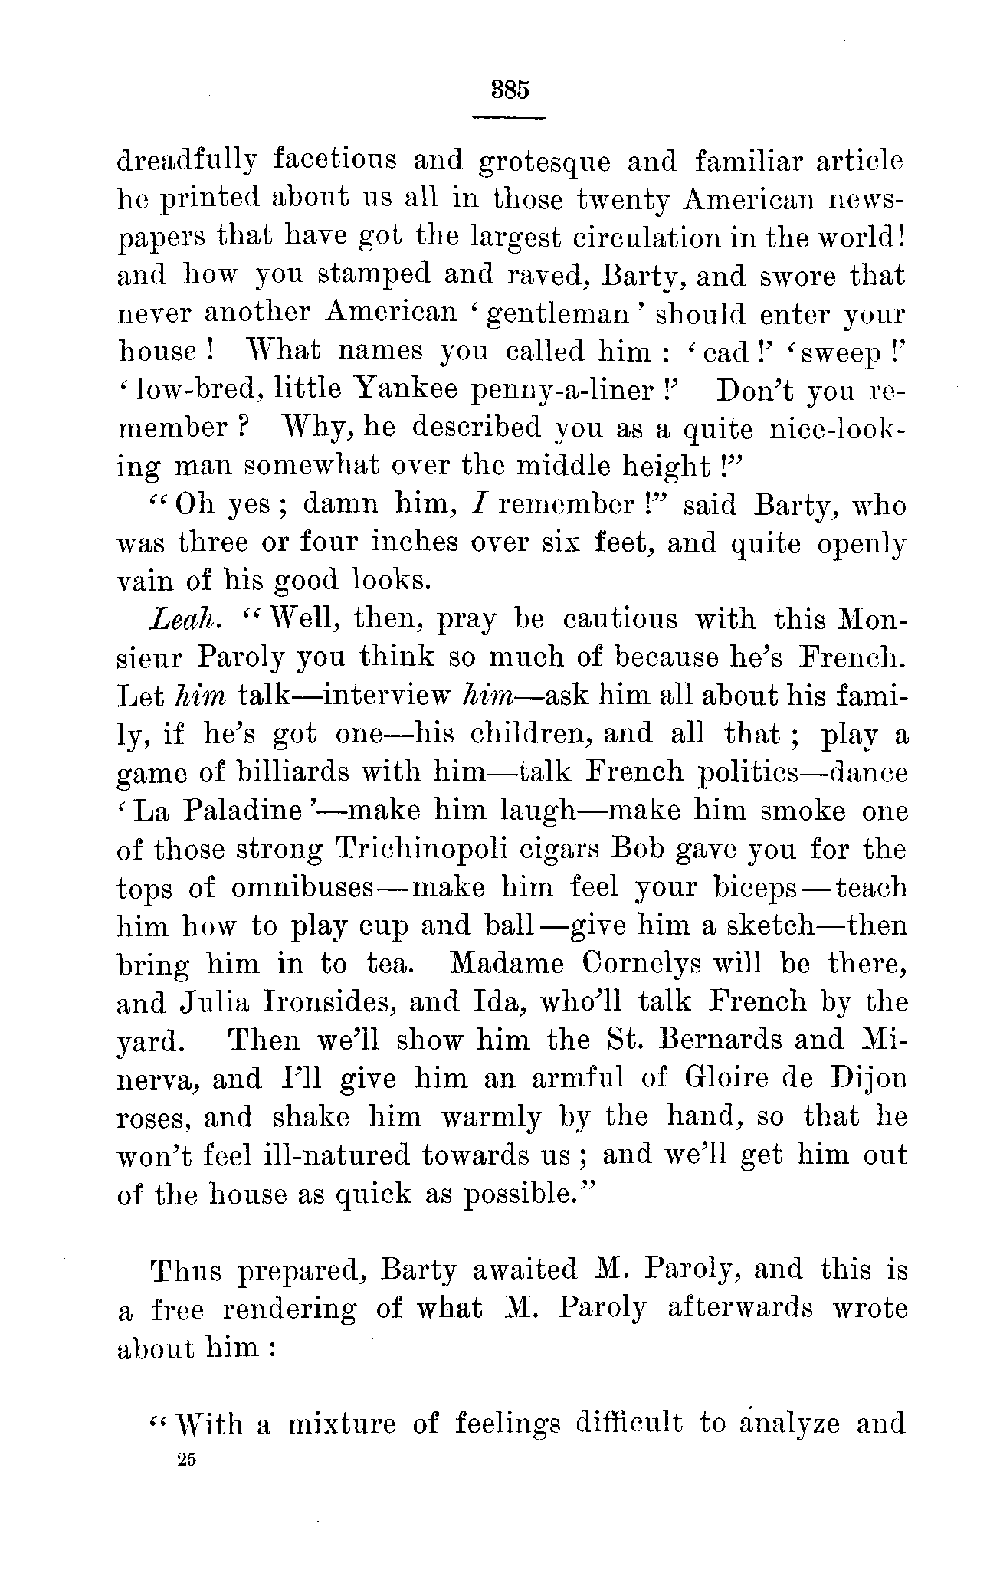 385
dreadfully facetious and grotesque and familiar article
he printed about us all in those twenty American news-
papers that have got the largest circulation in the world!
and how you stamped and raved, Barty, and swore that
never another American ‘gentleman’ should enter your
house! What names you called him: ‘cad!’ ‘sweep!’
‘low-bred, little Yankee penny-a-liner!’ Don’t you re-
member? Why, he described you as a quite nice-look-
ing man somewhat over the middle height!”
“Oh yes; damn him, I remember!” said Barty, who
was three or four inches over six feet, and quite openly
vain of his good looks.
Leah. “Well, then, pray be cautious with this Mon-
sieur Paroly you think so much of because he’s French.
Let him talk—interview him—ask him all about his fami-
ly, if he’s got one—his children, and all that; play a
game of billiards with him—talk French politics—dance
‘La Paladine’—make him laugh—make him smoke one
of those strong Trichinopoli cigars Bob gave you for the
tops of omnibuses—make him feel your biceps—teach
him how to play cup and ball—give him a sketch—then
bring him in to tea. Madame Cornelys will be there,
and Julia Ironsides, and Ida, who’ll talk French by the
yard. Then we’ll show him the St. Bernards and Mi-
nerva, and I’ll give him an armful of Gloire de Dijon
roses, and shake him warmly by the hand, so that he
won’t feel ill-natured towards us; and we’ll get him out
of the house as quick as possible.”
Thus prepared, Barty awaited M. Paroly, and this is
a free rendering of what M. Paroly afterwards wrote
about him:
“With a mixture of feelings difficult to analyze and
25